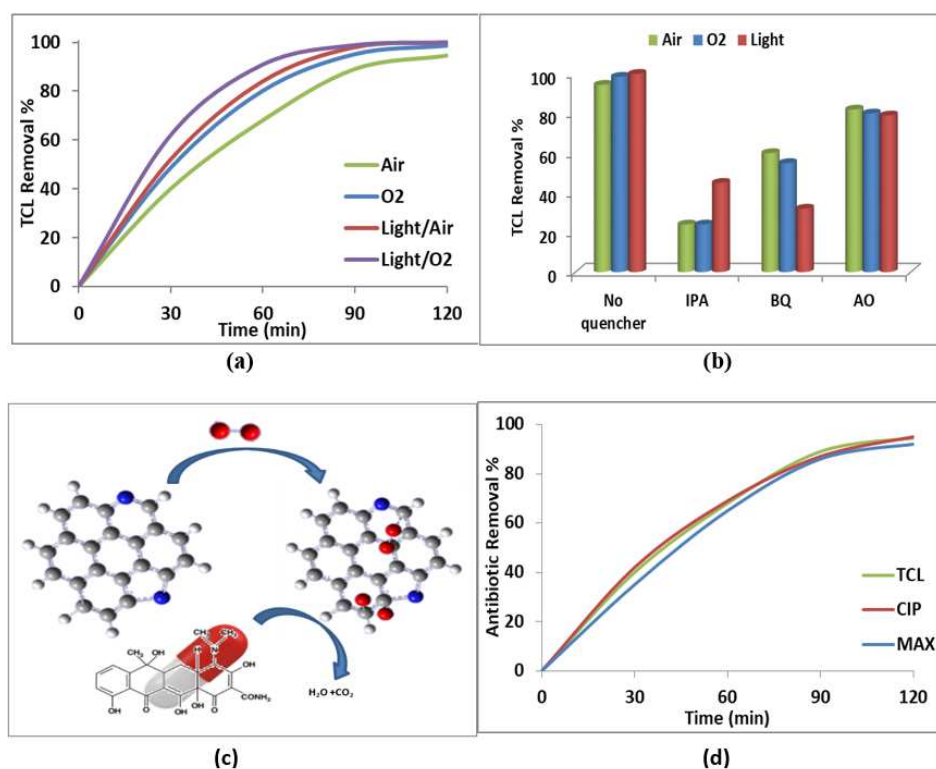 100
80
60
40
20
0
TCL Removal %
Air
O2
Light/Air
Light/O2
0 30 60 90 120
Time (min)
(a)
Air O2 Light
100
80
60
40
20
0
TCL Removal %
No quencher
IPA
BQ
AO
(b)
CH₃ OH
OH
O
OH
OH
O
OH
CONH₂
H₂O +CO₂
(c)
100
80
60
40
20
0
Antibiotic Removal %
TCL
CIP
MAX
0 30 60 90 120
Time (min)
(d)